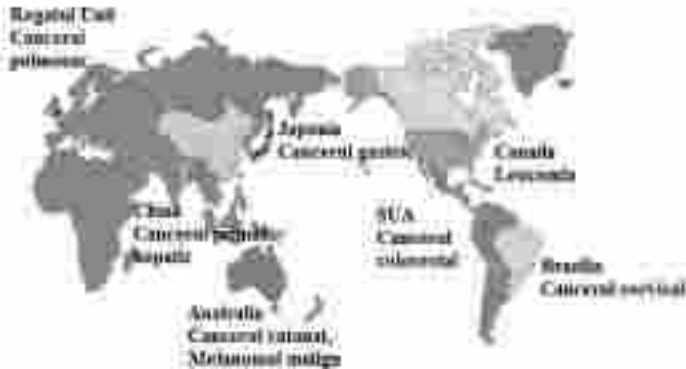 Regatul Unit
Cancerul
pulmonar
Japonia
Cancerul gastric
Canada
Leucemia
China
Cancerul
hepatic
SUA
Cancerul
colorectal
Brazilia
Cancerul cervical
Australia
Cancerul cutanat,
Melanomul malign